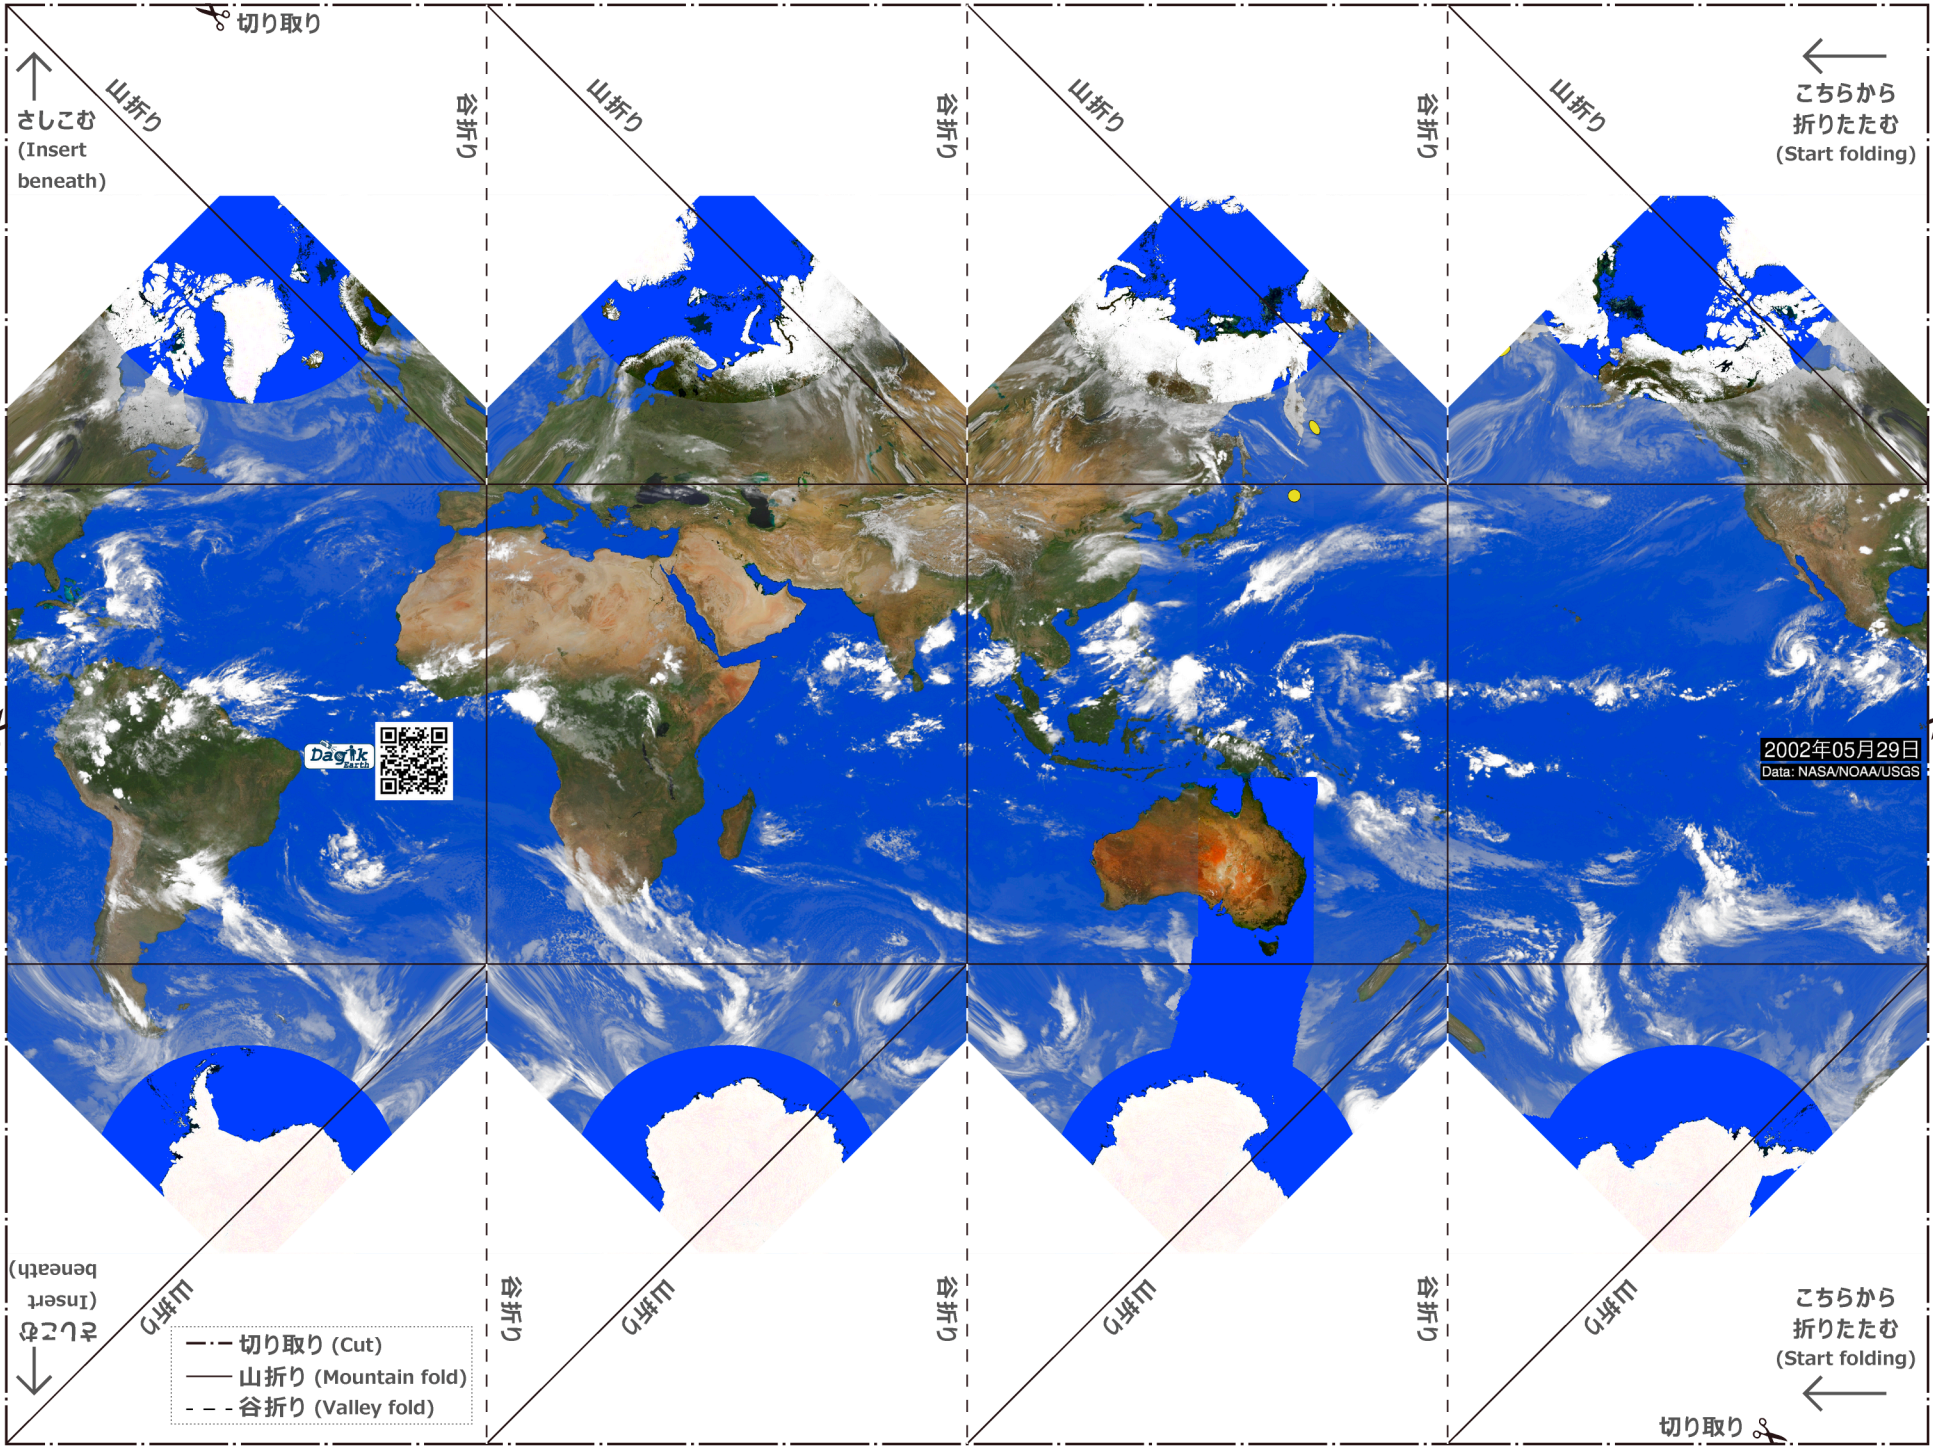 切り取り
さしこむ
(Insert
beneath)
山折り
谷折り
山折り
谷折り
山折り
谷折り
山折り
こちらから
折りたたむ
(Start folding)
Dagik
Earth
2002年05月29日
Data: NASA/NOAA/USGS
さしこむ
(Insert
beneath)
山折り
谷折り
山折り
谷折り
山折り
谷折り
山折り
こちらから
折りたたむ
(Start folding)
切り取り (Cut)
山折り (Mountain fold)
谷折り (Valley fold)
切り取り